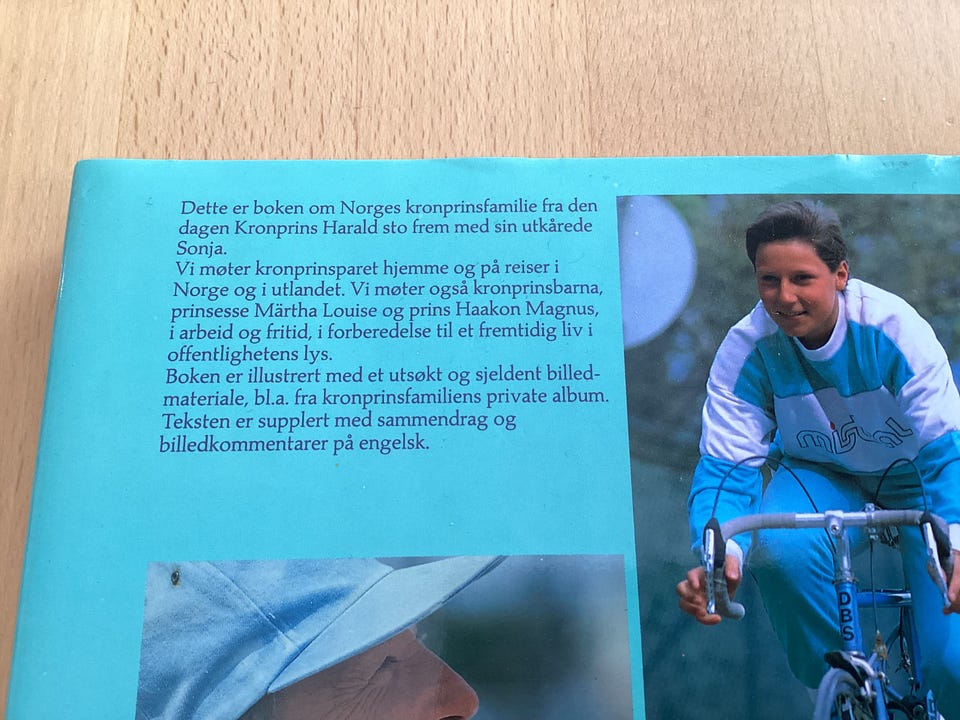 Dette er boken om Norges kronprinsfamilie fra den
dagen Kronprins Harald sto frem med sin utkårede
Sonja.
Vi møter kronprinsparet hjemme og på reiser i
Norge og i utlandet. Vi møter også kronprinsbarna,
prinsesse Märtha Louise og prins Haakon Magnus,
i arbeid og fritid, i forberedelse til et fremtidig liv i
offentlighetens lys.
Boken er illustrert med et utsøkt og sjeldent billed-
materiale, bl.a. fra kronprinsfamiliens private album.
Teksten er supplert med sammendrag og
billedkommentarer på engelsk.
mistral
DBS